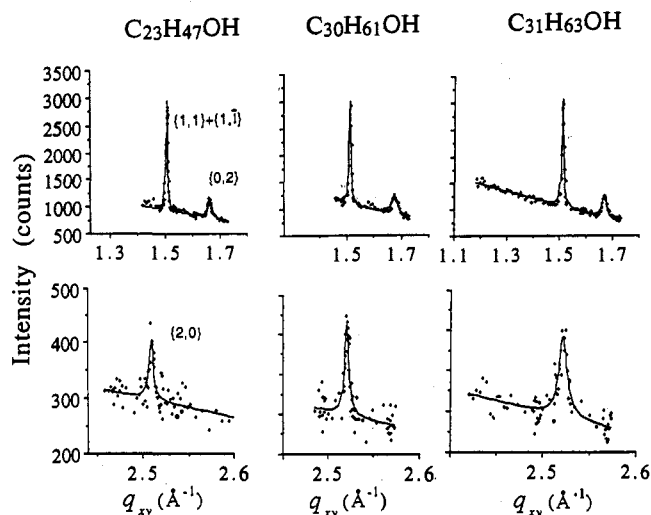 C23H47OH C30H61OH C31H63OH
3500
3000
2500
2000
1500
1000
500
{1,1}+{1,1̄}
{0,2}
1.3 1.5 1.7 1.5 1.7 1.1 1.3 1.5 1.7
Intensity (counts)
500
400
300
200
{2,0}
2.5 2.6 2.5 2.6 2.5 2.6
qxy (Å-1) qxy (Å-1) qxy (Å-1)